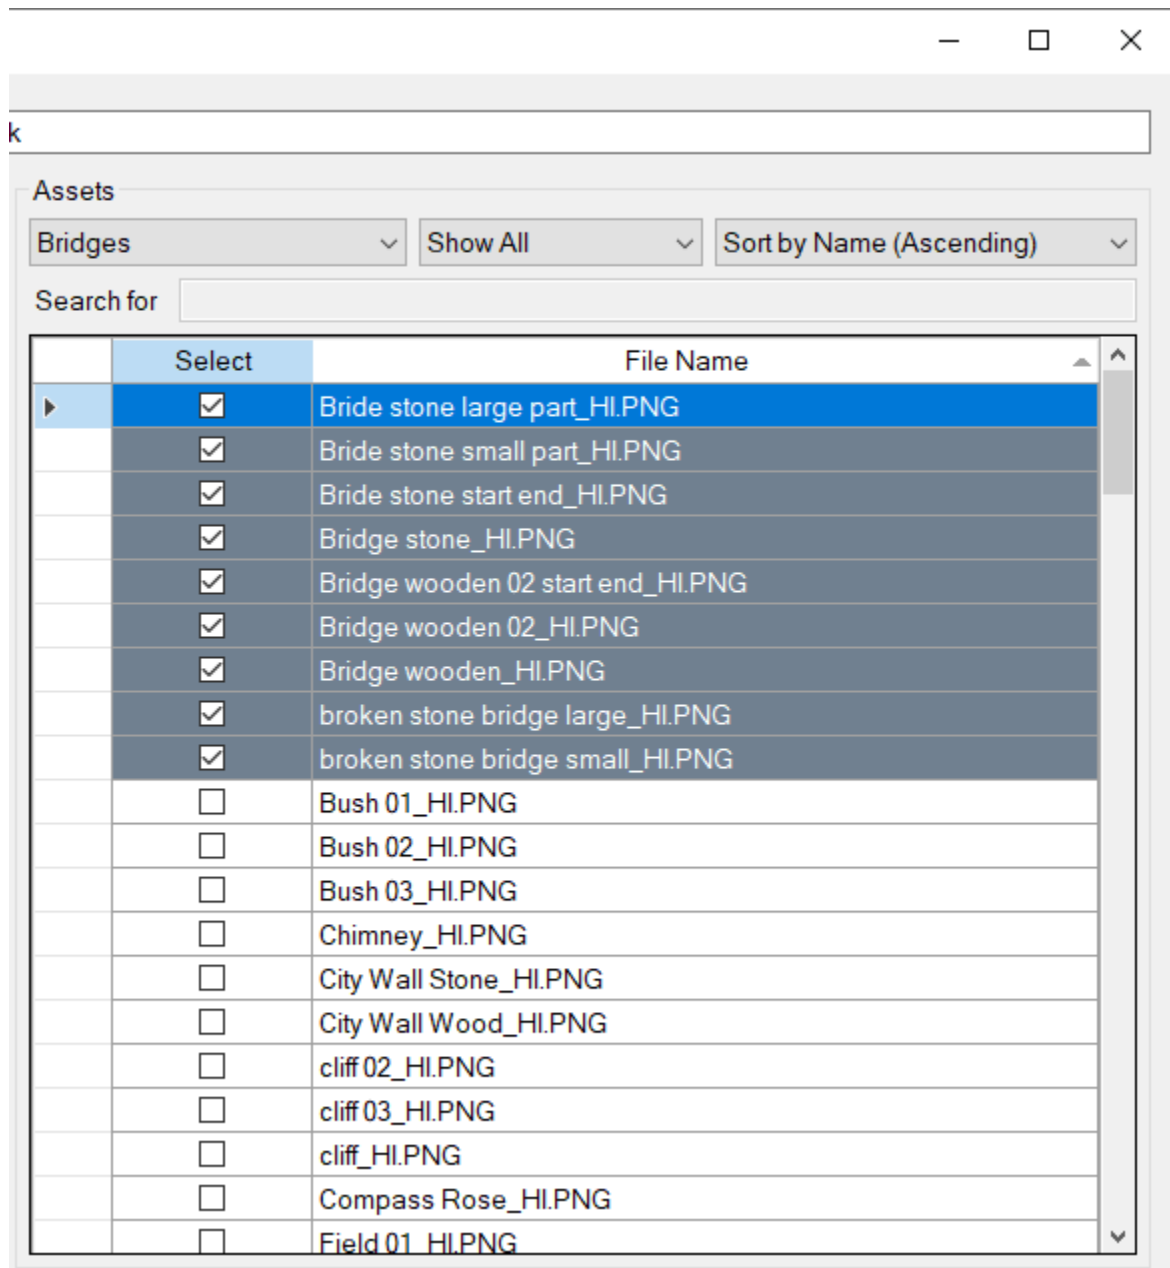 k
Assets
Bridges Show All Sort by Name (Ascending)
Search for
Select File Name
Bride stone large part_HI.PNG
Bride stone small part_HI.PNG
Bride stone start end_HI.PNG
Bridge stone_HI.PNG
Bridge wooden 02 start end_HI.PNG
Bridge wooden 02_HI.PNG
Bridge wooden_HI.PNG
broken stone bridge large_HI.PNG
broken stone bridge small_HI.PNG
Bush 01_HI.PNG
Bush 02_HI.PNG
Bush 03_HI.PNG
Chimney_HI.PNG
City Wall Stone_HI.PNG
City Wall Wood_HI.PNG
cliff 02_HI.PNG
cliff 03_HI.PNG
cliff_HI.PNG
Compass Rose_HI.PNG
Field 01_HI.PNG